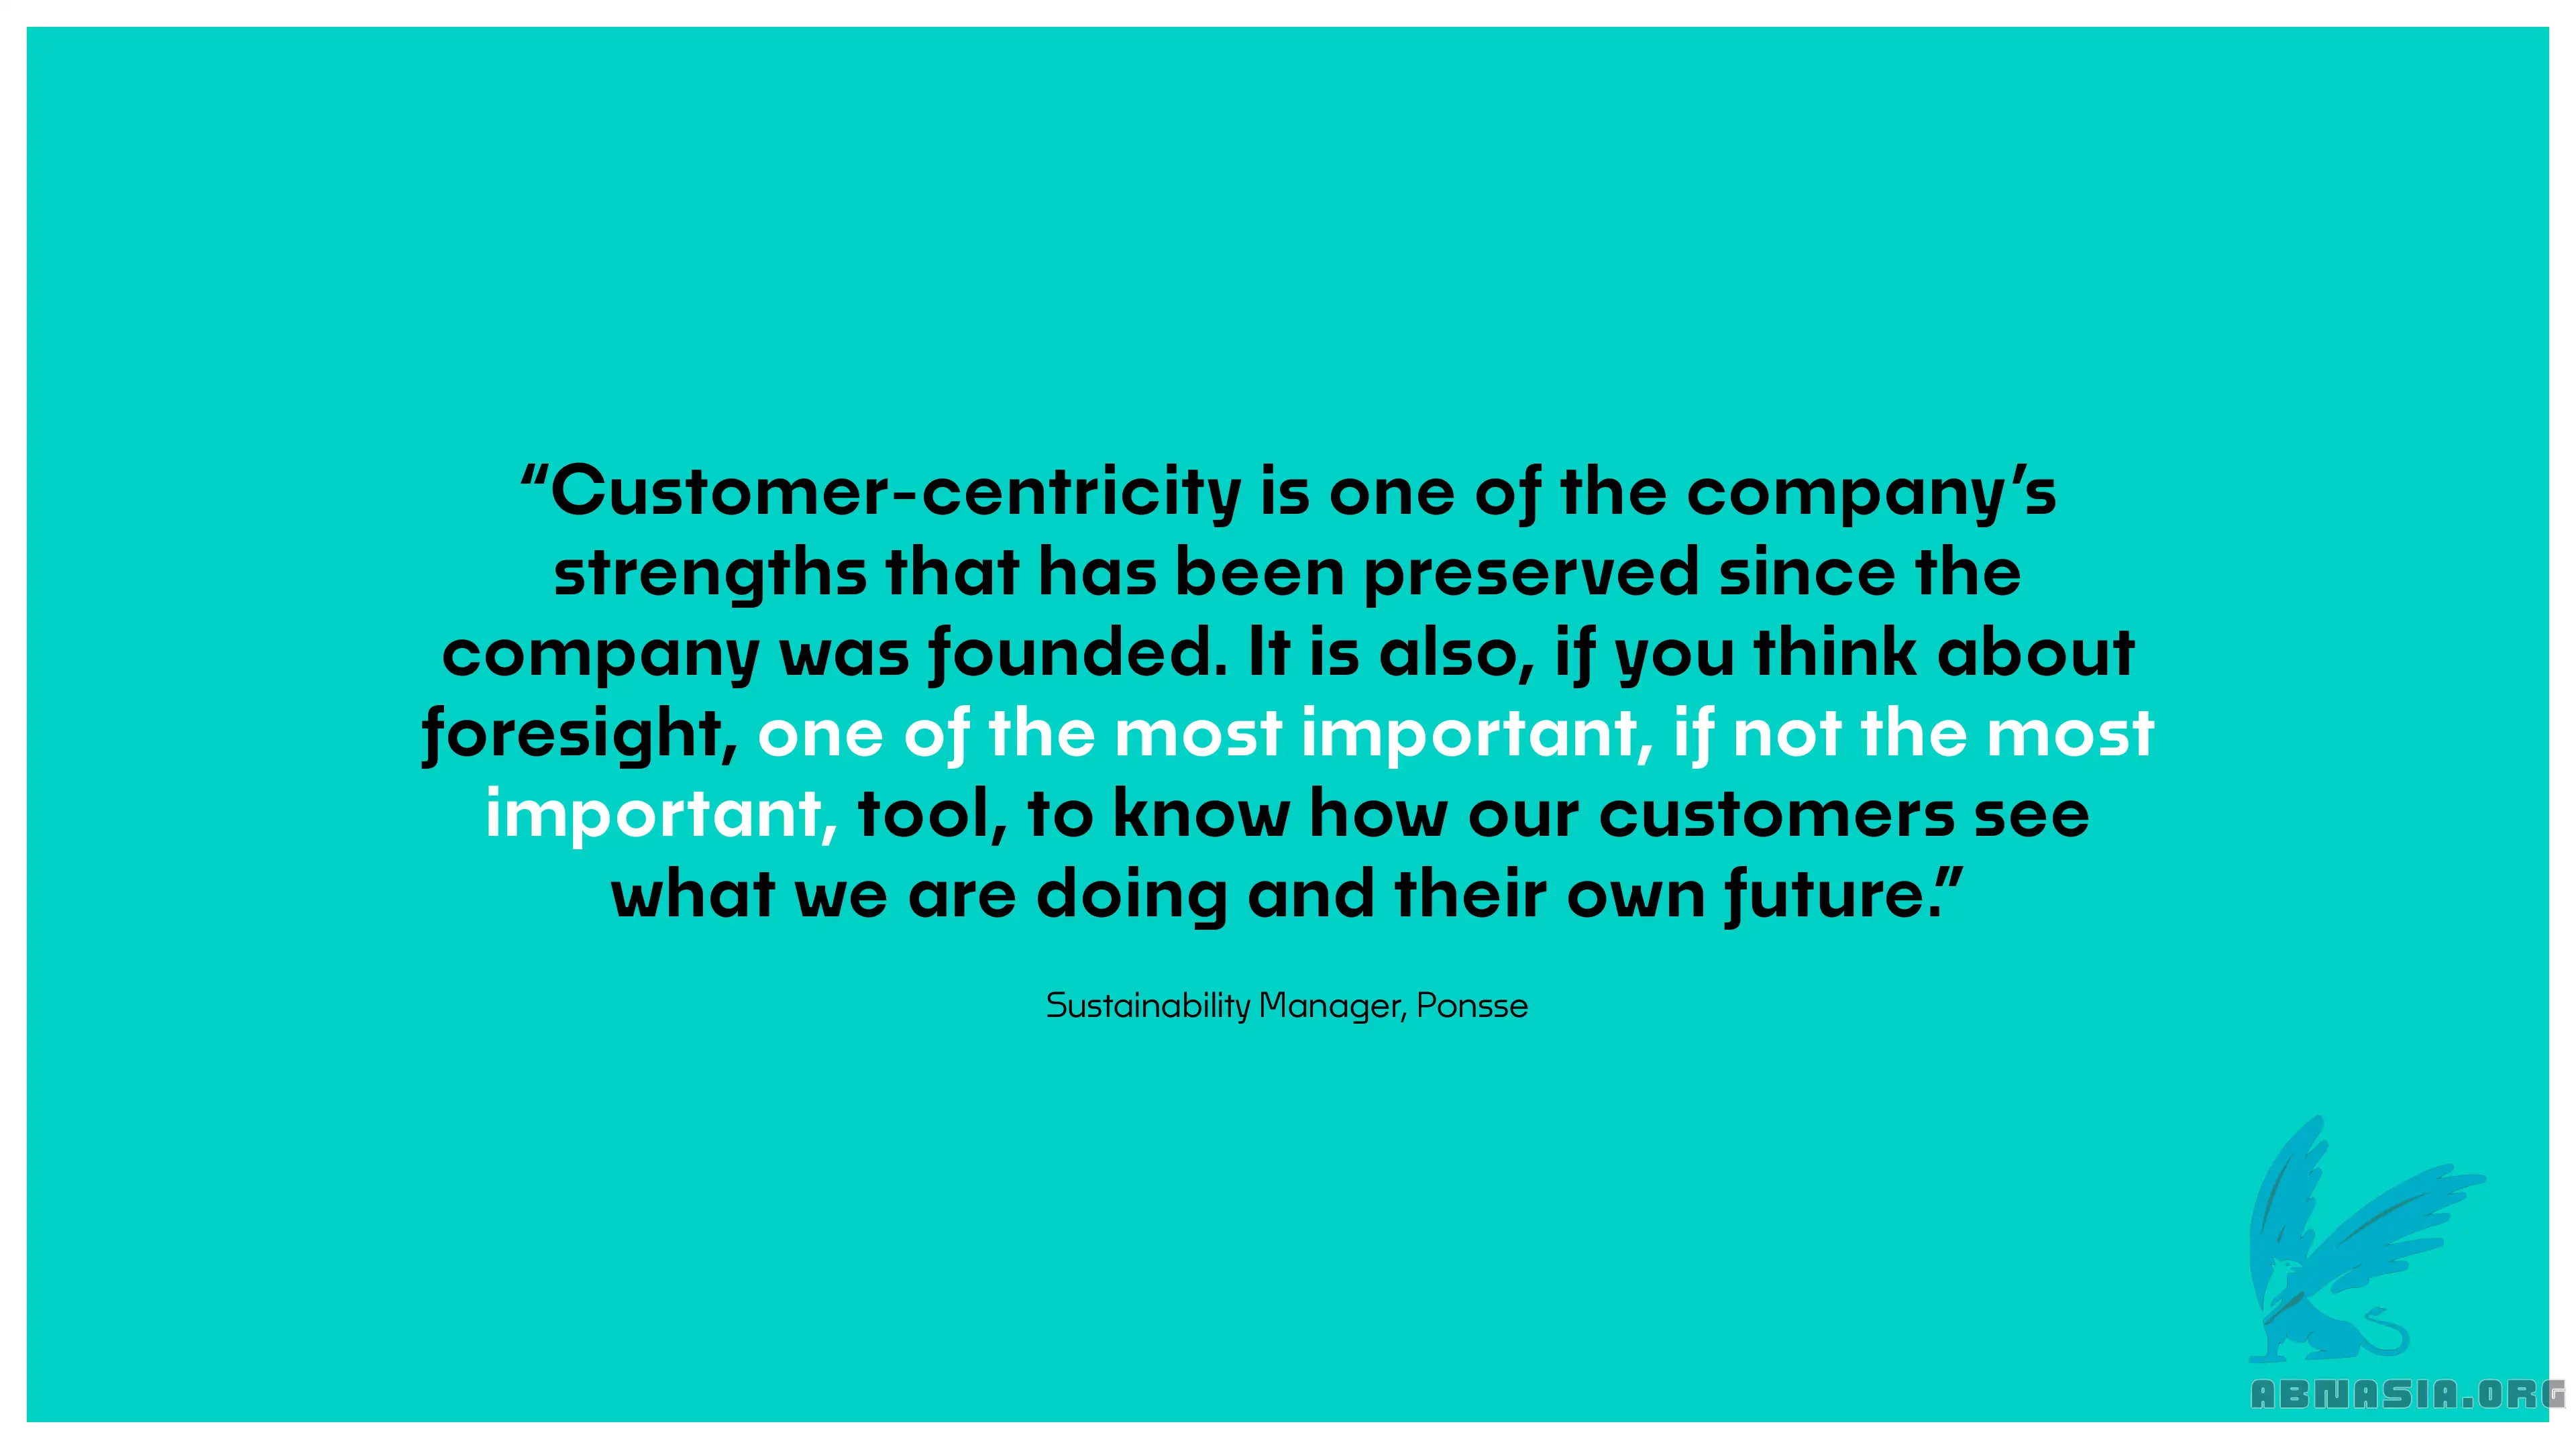 “Customer-centricity is one of the company’s
strengths that has been preserved since the
company was founded. It is also, if you think about
foresight, one of the most important, if not the most
important, tool, to know how our customers see
what we are doing and their own future.”
Sustainability Manager, Ponsse
ABNASIA.ORG